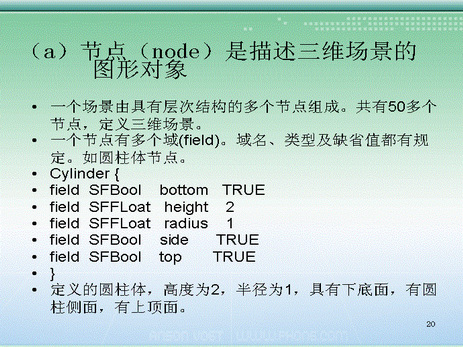 （a）节点（node）是描述三维场景的
图形对象
• 一个场景由具有层次结构的多个节点组成。共有50多个
节点，定义三维场景。
• 一个节点有多个域(field)。域名、类型及缺省值都有规
定。如圆柱体节点。
• Cylinder {
• field SFBool bottom TRUE
• field SFFLoat height 2
• field SFFLoat radius 1
• field SFBool side TRUE
• field SFBool top TRUE
• }
• 定义的圆柱体，高度为2，半径为1，具有下底面，有圆
柱侧面，有上顶面。
20